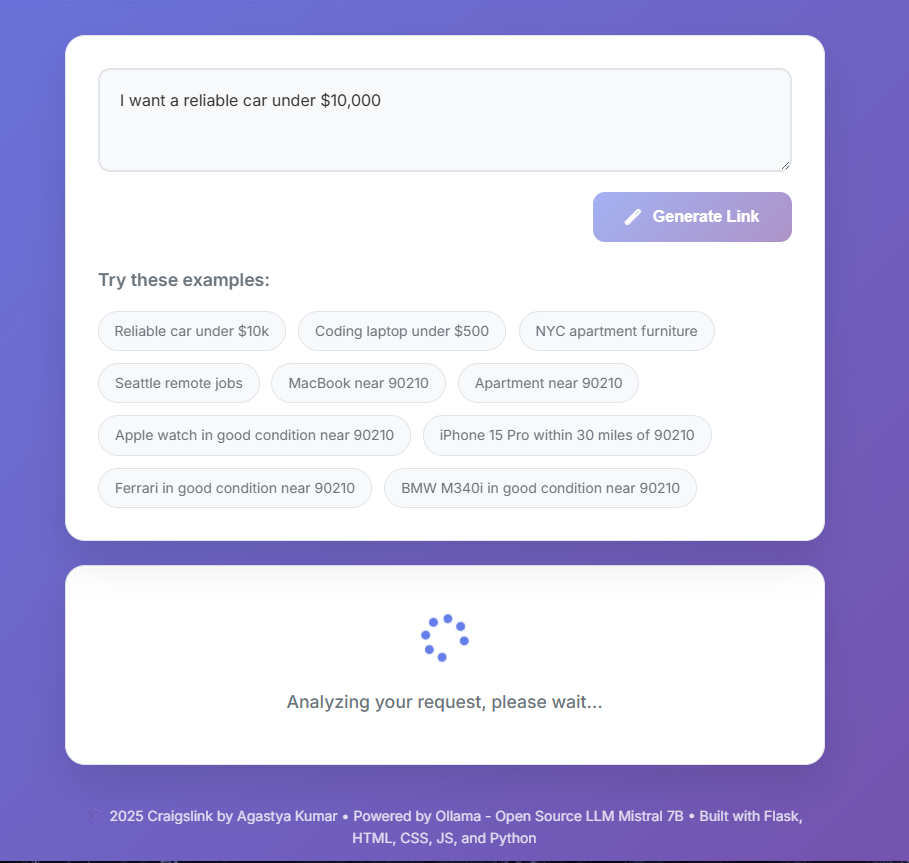 I want a reliable car under $10,000
Generate Link
Try these examples:
Reliable car under $10k
Coding laptop under $500
NYC apartment furniture
Seattle remote jobs
MacBook near 90210
Apartment near 90210
Apple watch in good condition near 90210
iPhone 15 Pro within 30 miles of 90210
Ferrari in good condition near 90210
BMW M340i in good condition near 90210
Analyzing your request, please wait...
2025 Craigslink by Agastya Kumar • Powered by Ollama - Open Source LLM Mistral 7B • Built with Flask,
HTML, CSS, JS, and Python